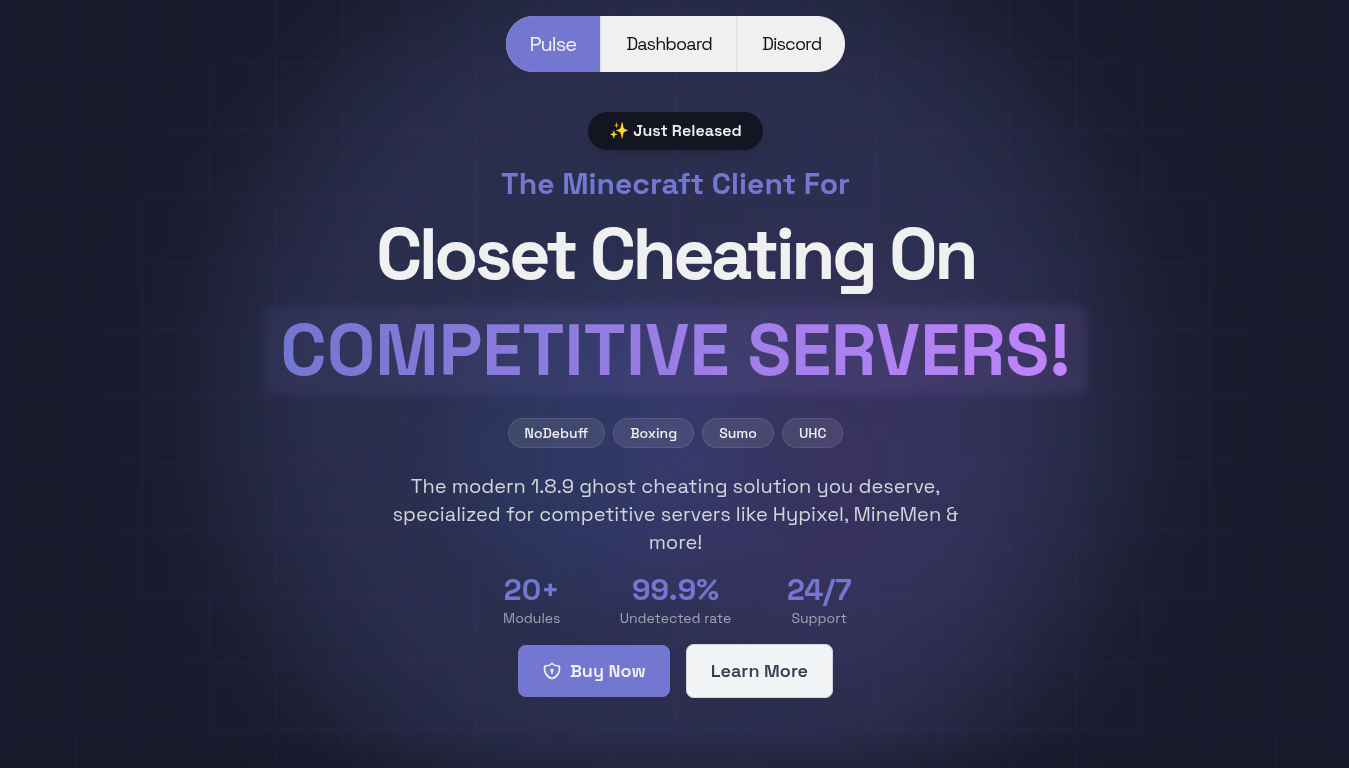 Pulse Dashboard Discord
✨ Just Released
The Minecraft Client For
Closet Cheating On
COMPETITIVE SERVERS!
NoDebuff Boxing Sumo UHC
The modern 1.8.9 ghost cheating solution you deserve,
specialized for competitive servers like Hypixel, MineMen &
more!
20+ 99.9% 24/7
Modules Undetected rate Support
Buy Now Learn More